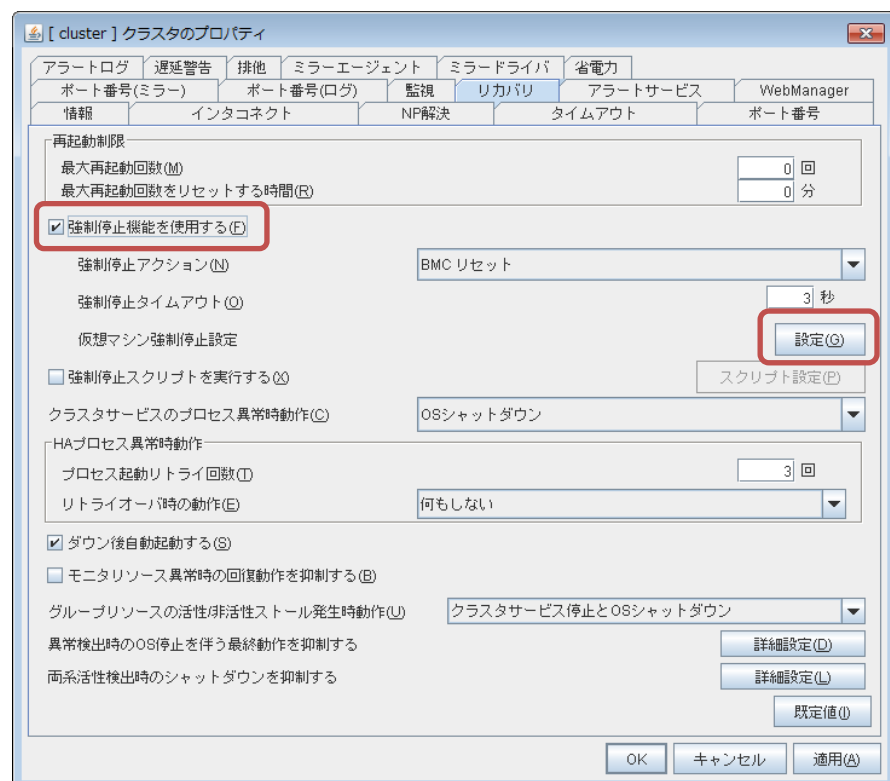 [ cluster ] クラスタのプロパティ
アラートログ 遅延警告 排他 ミラーエージェント ミラードライバ 省電力
ポート番号(ミラー) ポート番号(ログ) 監視 リカバリ アラートサービス WebManager
情報 インタコネクト NP解決 タイムアウト ポート番号
再起動制限
最大再起動回数(M) 0 回
最大再起動回数をリセットする時間(R) 0 分
強制停止機能を使用する(F)
強制停止アクション(N) BMC リセット
強制停止タイムアウト(O) 3 秒
仮想マシン強制停止設定 設定(G)
強制停止スクリプトを実行する(X) スクリプト設定(P)
クラスタサービスのプロセス異常時動作(C) OSシャットダウン
HAプロセス異常時動作
プロセス起動リトライ回数(T) 3 回
リトライオーバ時の動作(E) 何もしない
ダウン後自動起動する(S)
モニタリソース異常時の回復動作を抑制する(B)
グループリソースの活性/非活性ストール発生時動作(U) クラスタサービス停止とOSシャットダウン
異常検出時のOS停止を伴う最終動作を抑制する 詳細設定(D)
両系活性検出時のシャットダウンを抑制する 詳細設定(L)
既定値(I)
OK キャンセル 適用(A)